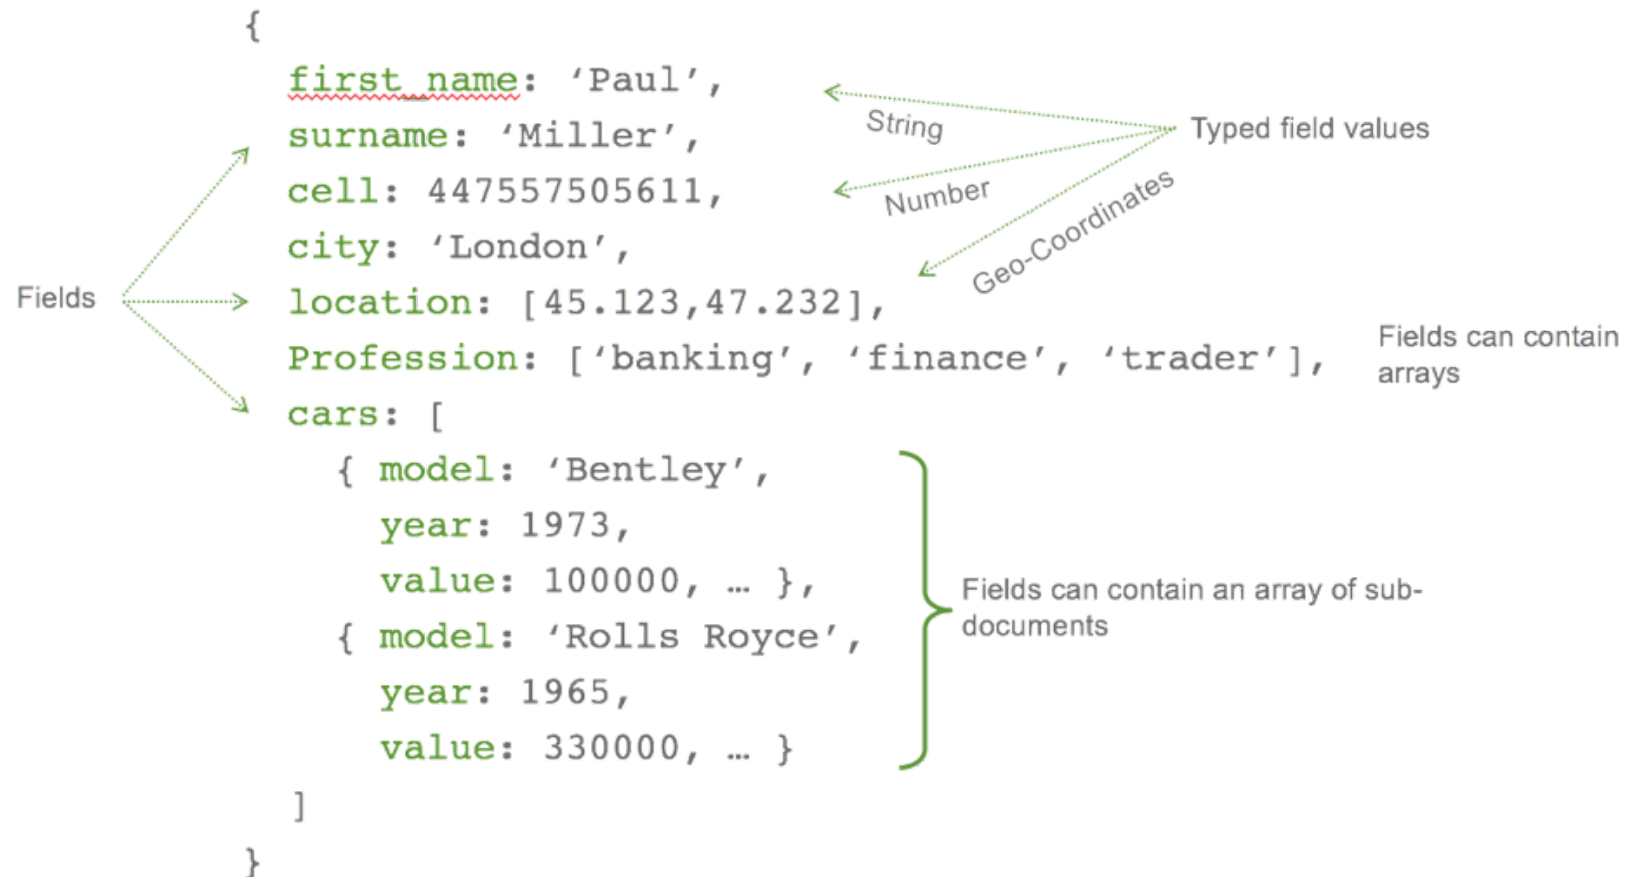 {
first_name: ‘Paul’,
surname: ‘Miller’,
cell: 447557505611,
city: ‘London’,
location: [45.123,47.232],
Profession: [‘banking’, ‘finance’, ‘trader’],
cars: [
{ model: ‘Bentley’,
year: 1973,
value: 100000, … },
{ model: ‘Rolls Royce’,
year: 1965,
value: 330000, … }
]
}
Fields
String
Number
Geo-Coordinates
Typed field values
Fields can contain
arrays
Fields can contain an array of sub-
documents